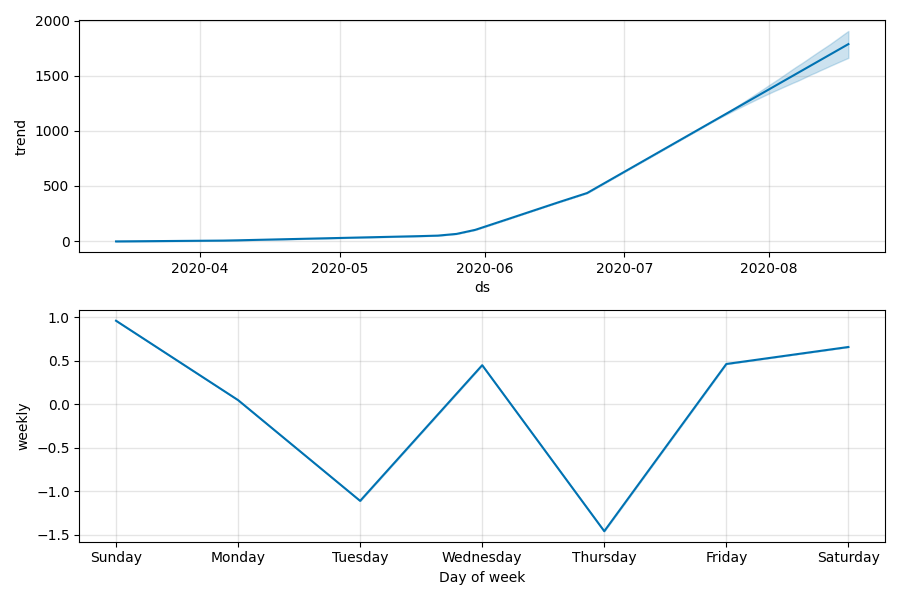 2000
1500
1000
500
0
trend
2020-04 2020-05 2020-06 2020-07 2020-08
ds
1.0
0.5
0.0
−0.5
−1.0
−1.5
weekly
Sunday Monday Tuesday Wednesday Thursday Friday Saturday
Day of week